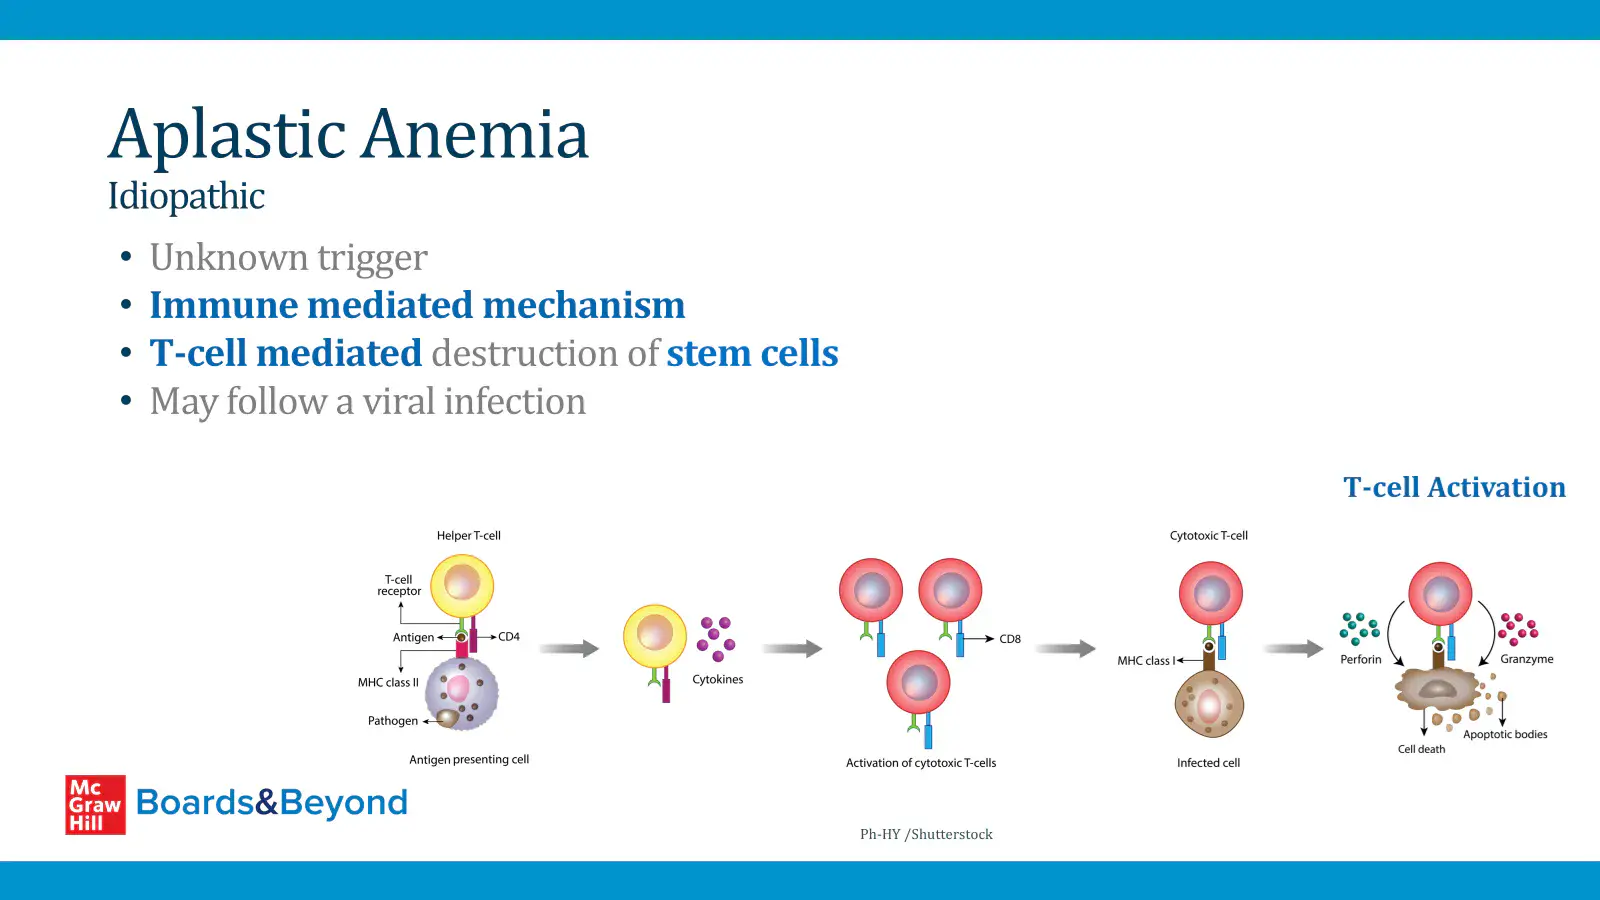 Aplastic Anemia
Idiopathic
• Unknown trigger
• Immune mediated mechanism
• T-cell mediated destruction of stem cells
• May follow a viral infection
T-cell Activation
Helper T-cell
T-cell
receptor
Antigen
CD4
MHC class II
Pathogen
Antigen presenting cell
Cytokines
CD8
Activation of cytotoxic T-cells
Cytotoxic T-cell
MHC class I
Infected cell
Perforin
Granzyme
Cell death
Apoptotic bodies
Mc
Graw
Hill
Boards&Beyond
Ph-HY /Shutterstock